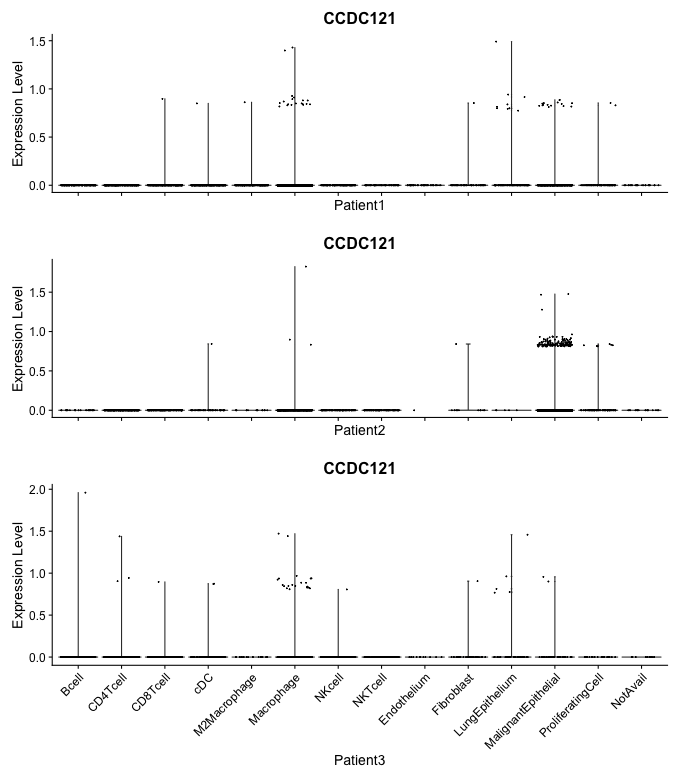 CCDC121
Expression Level
1.5
1.0
0.5
0.0
Patient1
CCDC121
Expression Level
1.5
1.0
0.5
0.0
Patient2
CCDC121
Expression Level
2.0
1.5
1.0
0.5
0.0
Bcell
CD4Tcell
CD8Tcell
cDC
M2Macrophage
Macrophage
NKcell
NKTcell
Endothelium
Fibroblast
LungEpithelium
MalignantEpithelial
ProliferatingCell
NotAvail
Patient3